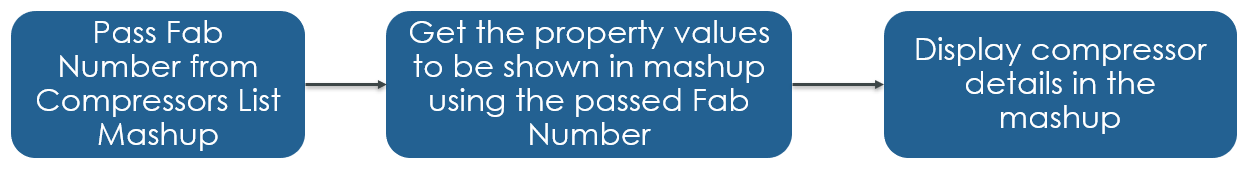 Pass Fab
Number from
Compressors List
Mashup
Get the property values
to be shown in mashup
using the passed Fab
Number
Display compressor
details in the
mashup